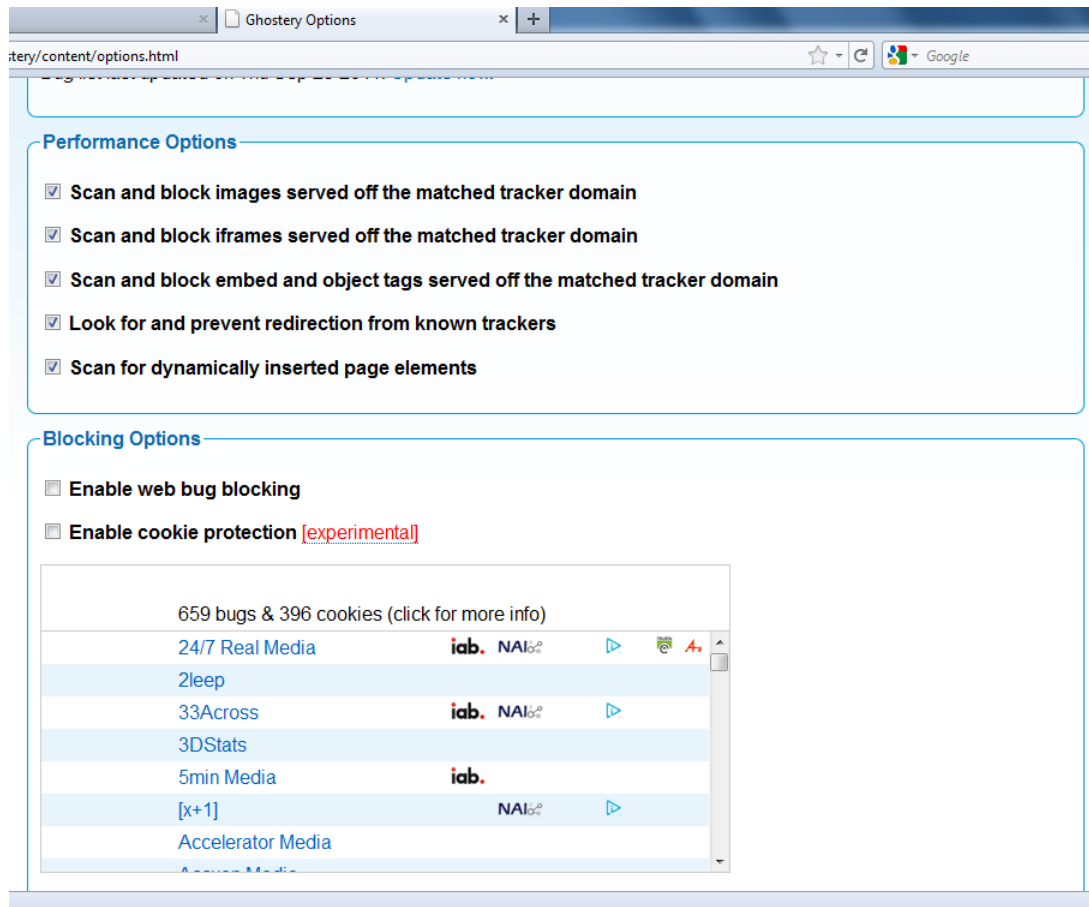 Ghostery Options
stery/content/options.html
Google
Performance Options
Scan and block images served off the matched tracker domain
Scan and block iframes served off the matched tracker domain
Scan and block embed and object tags served off the matched tracker domain
Look for and prevent redirection from known trackers
Scan for dynamically inserted page elements
Blocking Options
Enable web bug blocking
Enable cookie protection [experimental]
659 bugs & 396 cookies (click for more info)
24/7 Real Media iab. NAI
2leep
33Across iab. NAI
3DStats
5min Media iab.
[x+1] NAI
Accelerator Media